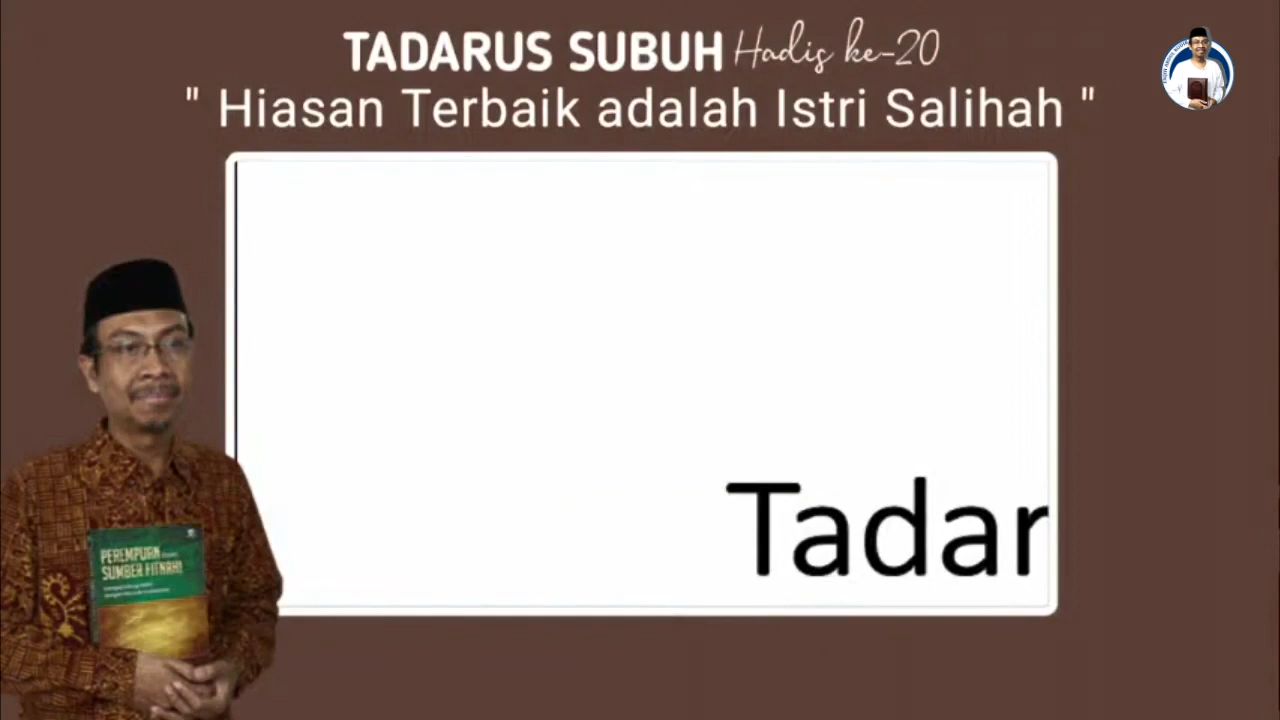 TADARUS SUBUH Hadis ke-20
" Hiasan Terbaik adalah Istri Salihah "
Tadar
PEREMPUAN
SUMBER FITNAH!